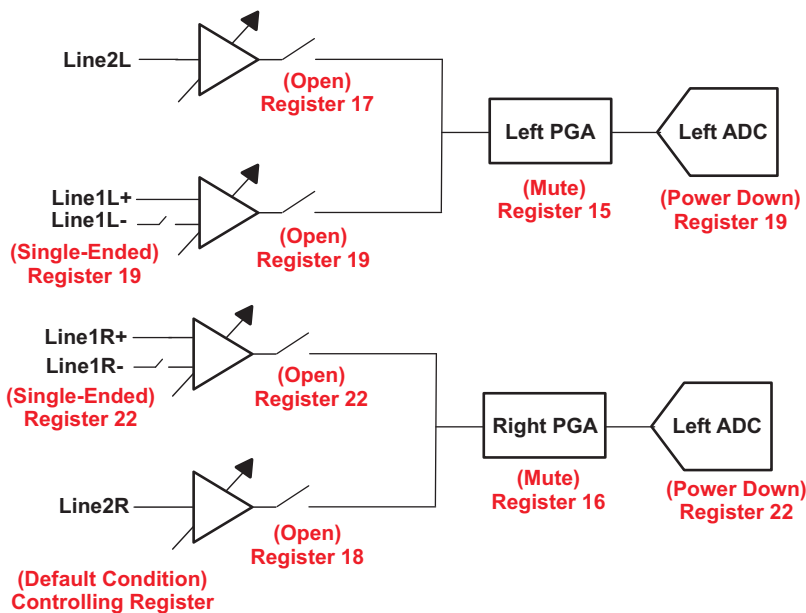 Line2L
(Open)
Register 17
Left PGA
Left ADC
(Mute)
Register 15
(Power Down)
Register 19
Line1L+
Line1L-
(Single-Ended)
Register 19
(Open)
Register 19
Line1R+
Line1R-
(Single-Ended)
Register 22
(Open)
Register 22
Right PGA
Left ADC
(Mute)
Register 16
(Power Down)
Register 22
Line2R
(Open)
Register 18
(Default Condition)
Controlling Register